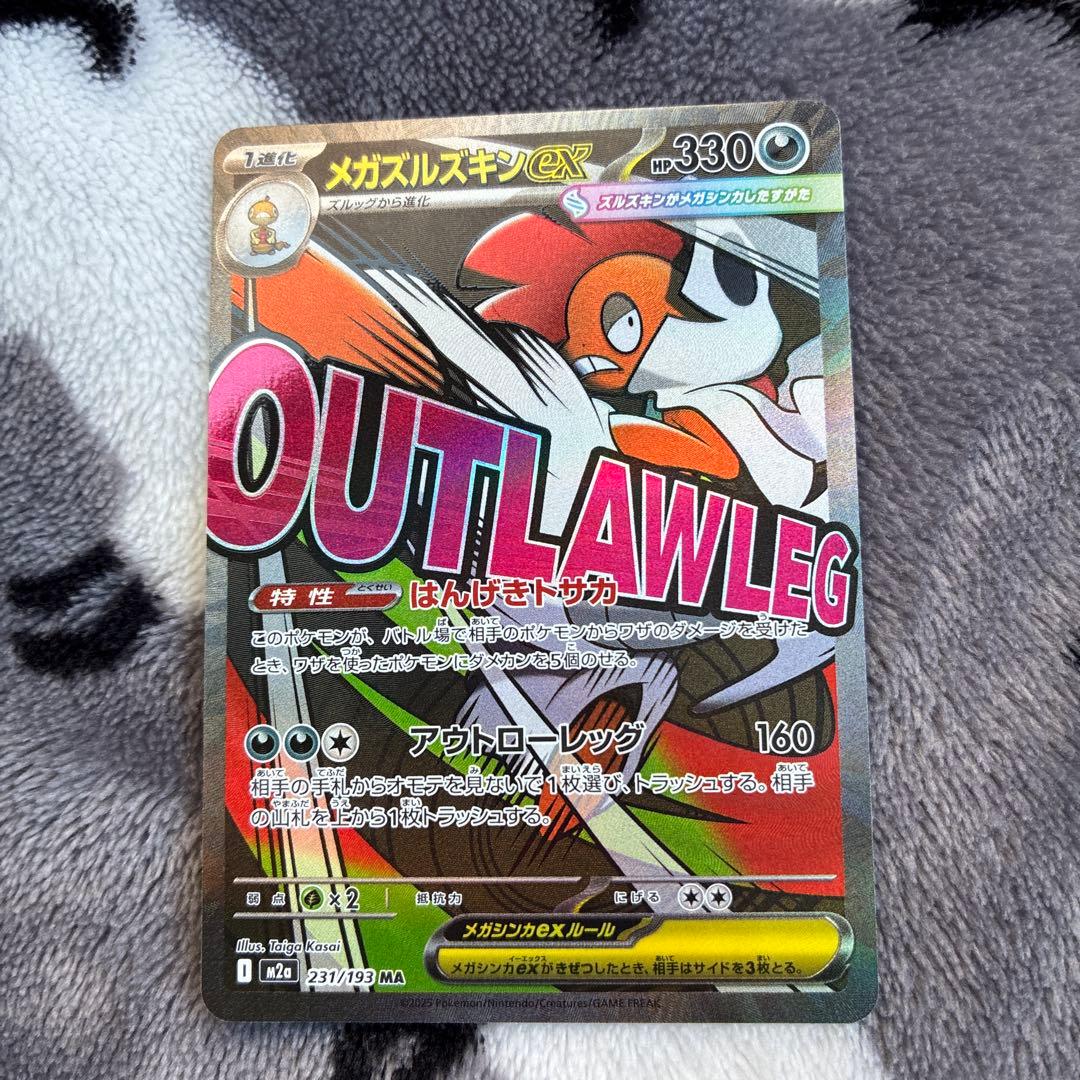 1進化
メガズルズキンex
HP330
ズルッグから進化
ズルズキンがメガシンカしたすがた
OUTLAWLEG
特性 とくせい
はんげきトサカ
このポケモンが、バトル場で相手のポケモンからワザのダメージを受けた
とき、ワザを使ったポケモンにダメカンを5個のせる。
アウトローレッグ 160
相手の手札からオモテを見ないで1枚選び、トラッシュする。相手
の山札を上から1枚トラッシュする。
弱点 ×2 抵抗力 にげる
メガシンカexルール
メガシンカexがきぜつしたとき、相手はサイドを3枚とる。
Illus. Taiga Kasai
I M2a 231/193 MA
©2025 Pokémon/Nintendo/Creatures/GAME FREAK